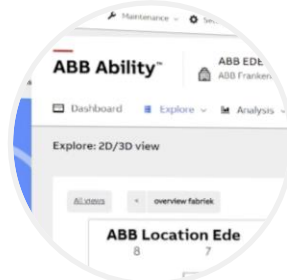 Maintenance
ABB Ability™
ABB EDE
ABB Franken
Dashboard Explore Analysis
Explore: 2D/3D view
All views < overview fabriek
ABB Location Ede
8 7